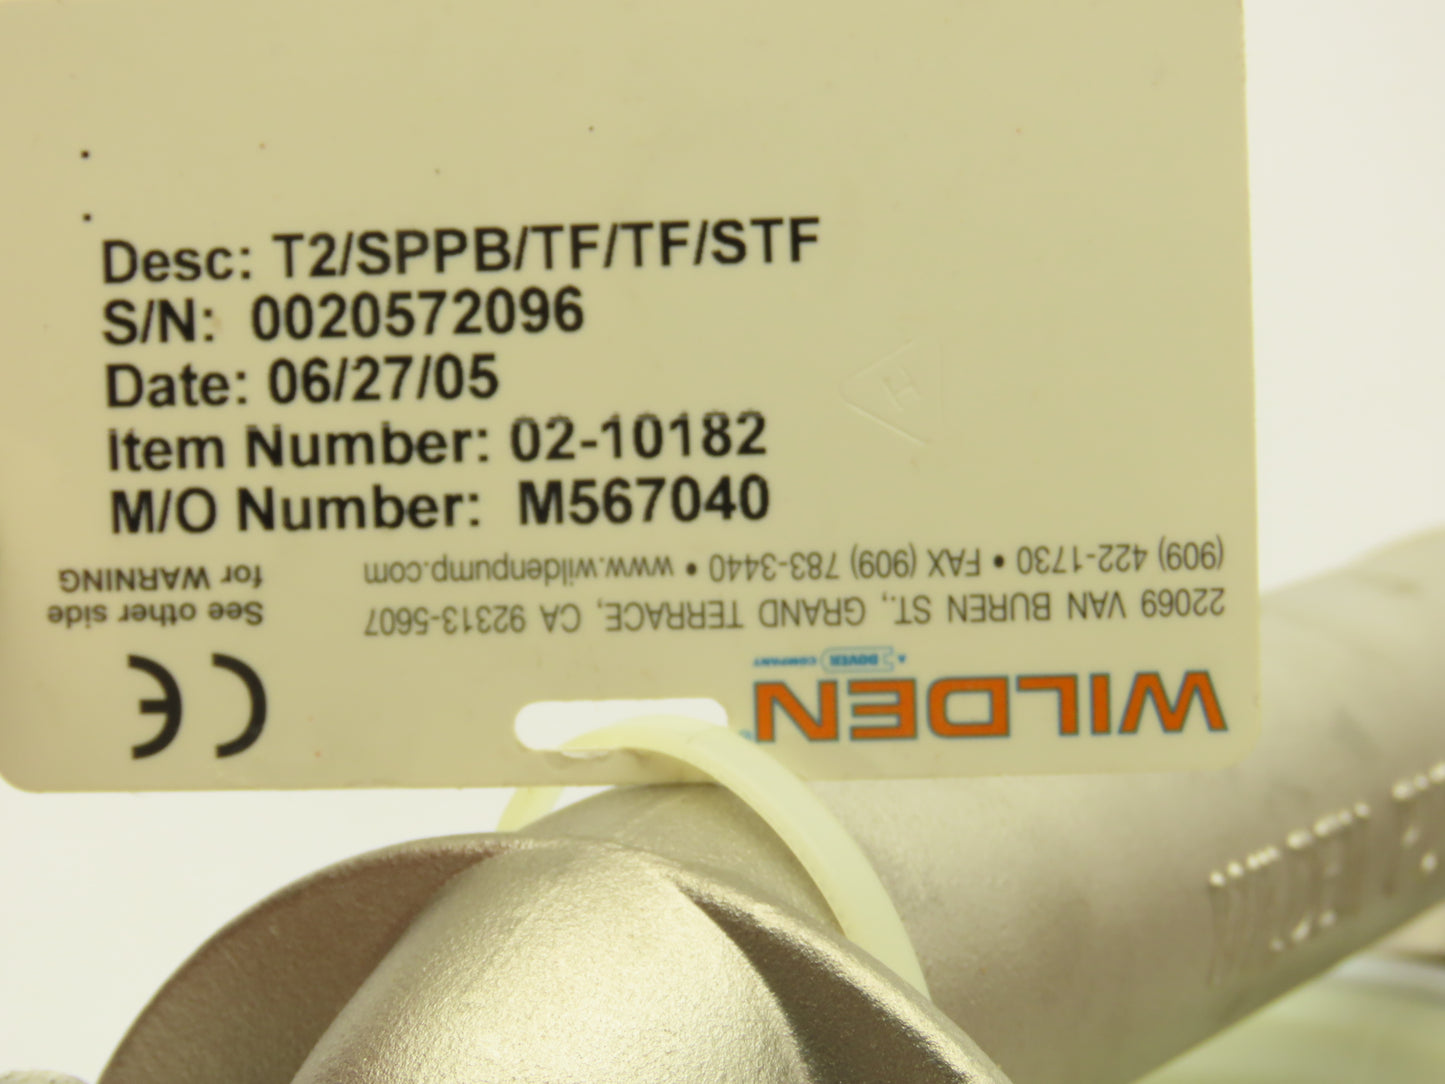 Desc: T2/SPPB/TF/TF/STF
S/N: 0020572096
Date: 06/27/05
Item Number: 02-10182
M/O Number: M567040
WILDEN®
A DOVER COMPANY
22069 VAN BUREN ST., GRAND TERRACE, CA 92313-5607
(909) 422-1730 • FAX (909) 783-3440 • www.wildenpump.com
CE
See other side
for WARNING
H